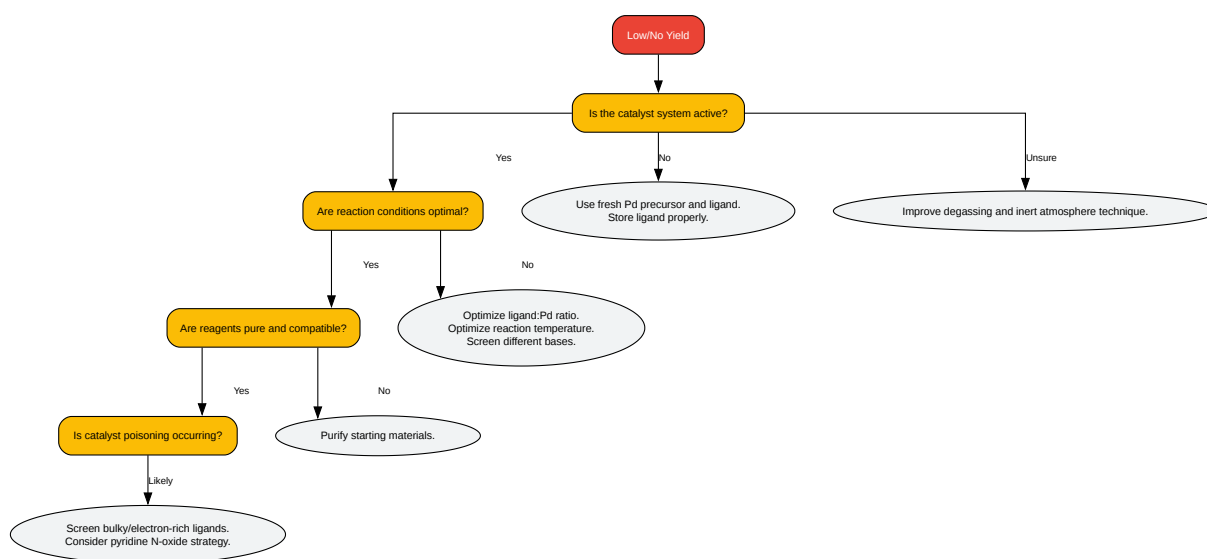 Low/No Yield
Is the catalyst system active?
Yes
No
Unsure
Are reaction conditions optimal?
Use fresh Pd precursor and ligand.
Store ligand properly.
Improve degassing and inert atmosphere technique.
Yes
No
Are reagents pure and compatible?
Optimize ligand:Pd ratio.
Optimize reaction temperature.
Screen different bases.
Yes
No
Is catalyst poisoning occurring?
Purify starting materials.
Likely
Screen bulky/electron-rich ligands.
Consider pyridine N-oxide strategy.